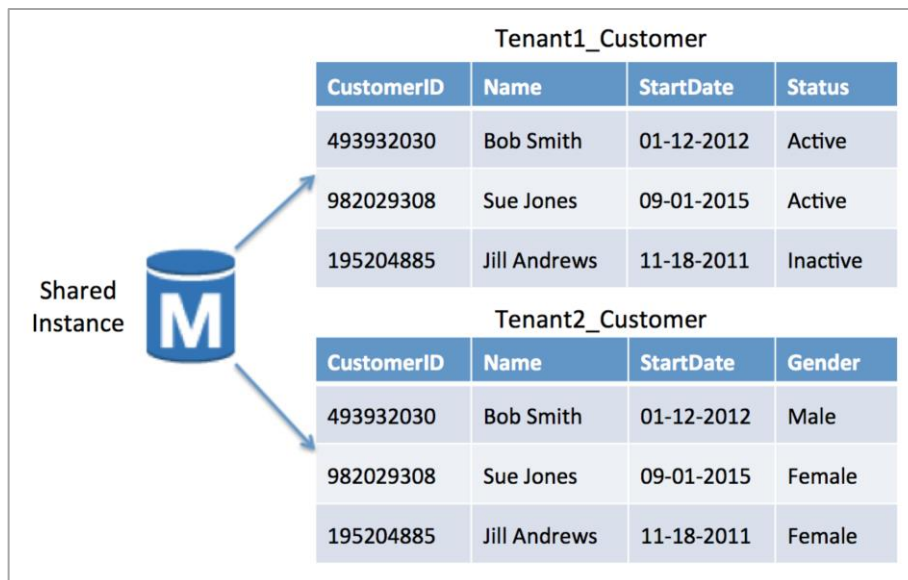 Tenant1_Customer
CustomerID Name StartDate Status
493932030 Bob Smith 01-12-2012 Active
982029308 Sue Jones 09-01-2015 Active
195204885 Jill Andrews 11-18-2011 Inactive
Shared
Instance
M
Tenant2_Customer
CustomerID Name StartDate Gender
493932030 Bob Smith 01-12-2012 Male
982029308 Sue Jones 09-01-2015 Female
195204885 Jill Andrews 11-18-2011 Female